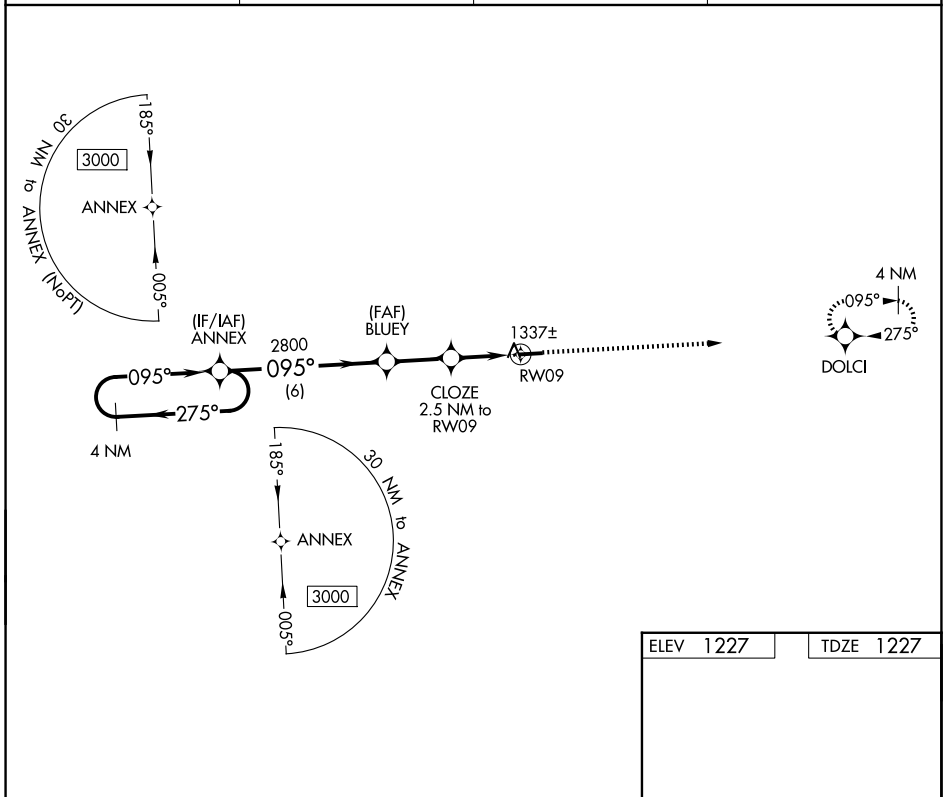 185°
30 NM to ANNEX (NoPT)
3000
ANNEX
005°
4 NM
095°
275°
DOLCI
(IF/IAF)
ANNEX
(FAF)
BLUEY
2800
095°
(6)
1337±
RW09
CLOZE
2.5 NM to
RW09
095°
275°
4 NM
185°
30 NM to ANNEX
ANNEX
3000
005°
ELEV 1227
TDZE 1227